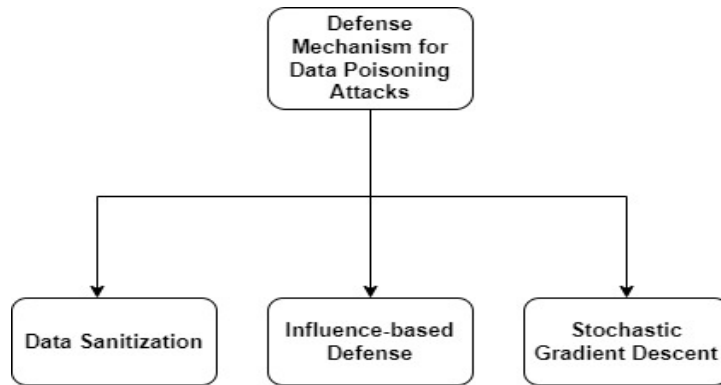 Defense
Mechanism for
Data Poisoning
Attacks
Data Sanitization
Influence-based
Defense
Stochastic
Gradient Descent